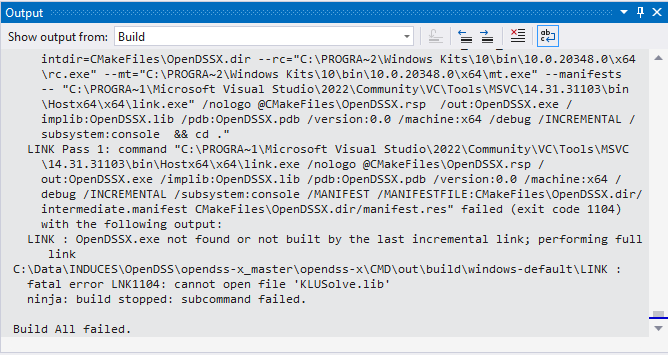 Output
Show output from: Build
intdir=CMakeFiles\OpenDSSX.dir --rc="C:\PROGRA~2\Windows Kits\10\bin\10.0.20348.0\x64
\rc.exe" --mt="C:\PROGRA~2\Windows Kits\10\bin\10.0.20348.0\x64\mt.exe" --manifests
-- "C:\PROGRA~1\Microsoft Visual Studio\2022\Community\VC\Tools\MSVC\14.31.31103\bin
\Hostx64\x64\link.exe" /nologo @CMakeFiles\OpenDSSX.rsp /out:OpenDSSX.exe /
implib:OpenDSSX.lib /pdb:OpenDSSX.pdb /version:0.0 /machine:x64 /debug /INCREMENTAL /
subsystem:console && cd ."
LINK Pass 1: command "C:\PROGRA~1\Microsoft Visual Studio\2022\Community\VC\Tools\MSVC
\14.31.31103\bin\Hostx64\x64\link.exe /nologo @CMakeFiles\OpenDSSX.rsp /
out:OpenDSSX.exe /implib:OpenDSSX.lib /pdb:OpenDSSX.pdb /version:0.0 /machine:x64 /
debug /INCREMENTAL /subsystem:console /MANIFEST /MANIFESTFILE:CMakeFiles\OpenDSSX.dir/
intermediate.manifest CMakeFiles\OpenDSSX.dir/manifest.res" failed (exit code 1104)
with the following output:
LINK : OpenDSSX.exe not found or not built by the last incremental link; performing full
link
C:\Data\INDUCES\OpenDSS\opendss-x_master\opendss-x\CMD\out\build\windows-default\LINK :
fatal error LNK1104: cannot open file 'KLUSolve.lib'
ninja: build stopped: subcommand failed.
Build All failed.